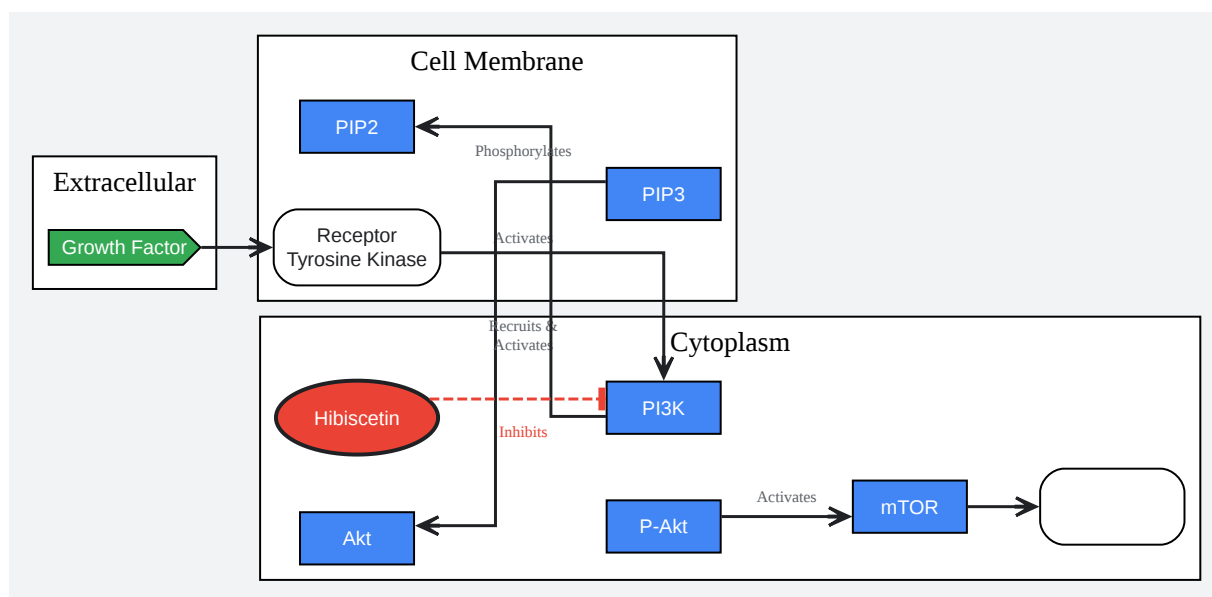 Cell Membrane
PIP2
Phosphorylates
Extracellular
PIP3
Growth Factor
Receptor
Tyrosine Kinase
Activates
Recruits &
Activates
Cytoplasm
Hibiscetin
PI3K
Inhibits
Activates
mTOR
Akt
P-Akt